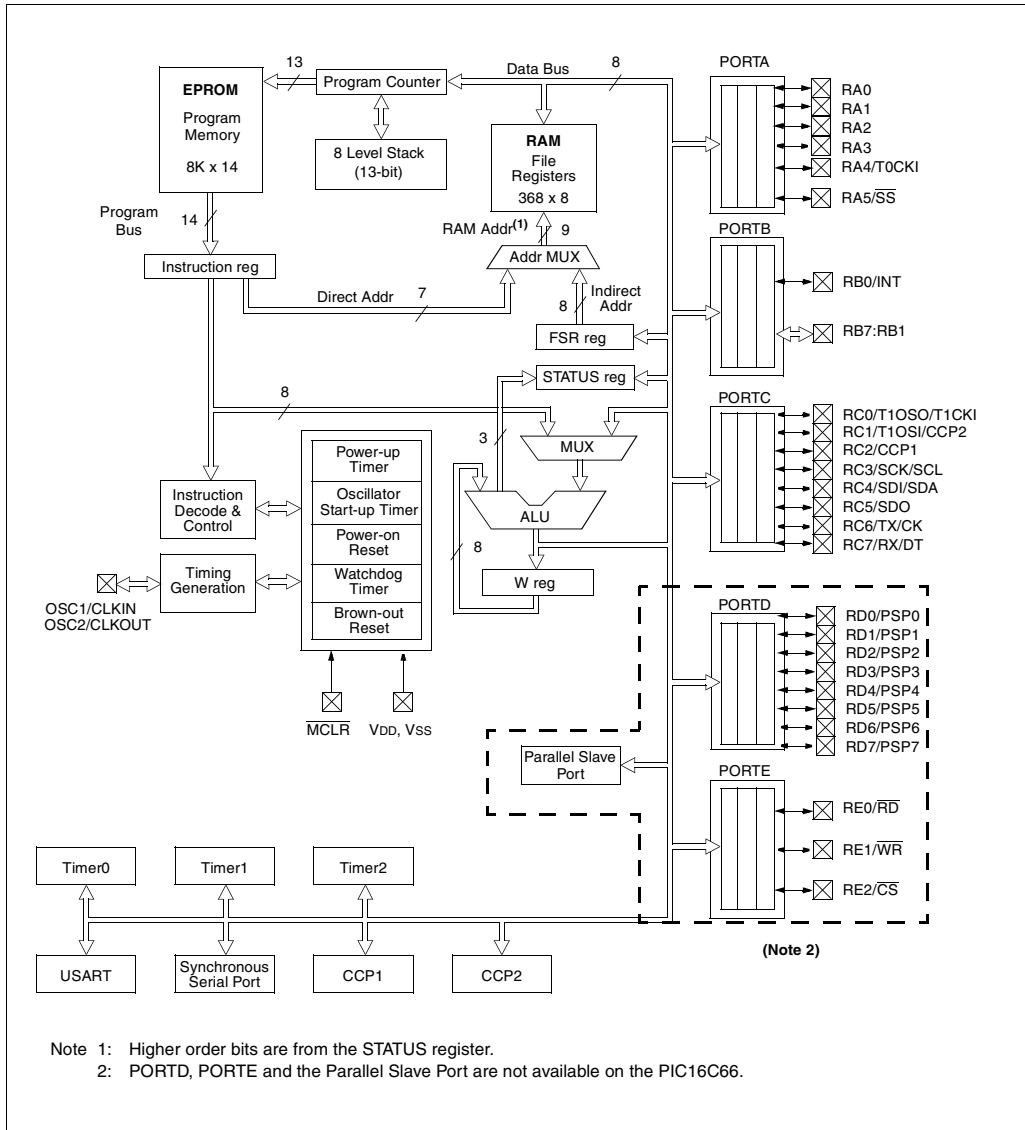 EPROM
Program
Memory
8K x 14
13
Program Counter
8 Level Stack
(13-bit)
Data Bus
8
RAM
File
Registers
368 x 8
Program
Bus
14
RAM Addr(1)
9
Addr MUX
Instruction reg
Direct Addr
7
8
Indirect
Addr
FSR reg
STATUS reg
8
3
MUX
ALU
8
W reg
Instruction
Decode &
Control
Timing
Generation
OSC1/CLKIN
OSC2/CLKOUT
Power-up
Timer
Oscillator
Start-up Timer
Power-on
Reset
Watchdog
Timer
Brown-out
Reset
MCLR
VDD, VSS
PORTA
RA0
RA1
RA2
RA3
RA4/T0CKI
RA5/SS
PORTB
RB0/INT
RB7:RB1
PORTC
RC0/T1OSO/T1CKI
RC1/T1OSI/CCP2
RC2/CCP1
RC3/SCK/SCL
RC4/SDI/SDA
RC5/SDO
RC6/TX/CK
RC7/RX/DT
PORTD
RD0/PSP0
RD1/PSP1
RD2/PSP2
RD3/PSP3
RD4/PSP4
RD5/PSP5
RD6/PSP6
RD7/PSP7
Parallel Slave
Port
PORTE
RE0/RD
RE1/WR
RE2/CS
(Note 2)
Timer0
Timer1
Timer2
USART
Synchronous
Serial Port
CCP1
CCP2
Note 1: Higher order bits are from the STATUS register.
2: PORTD, PORTE and the Parallel Slave Port are not available on the PIC16C66.